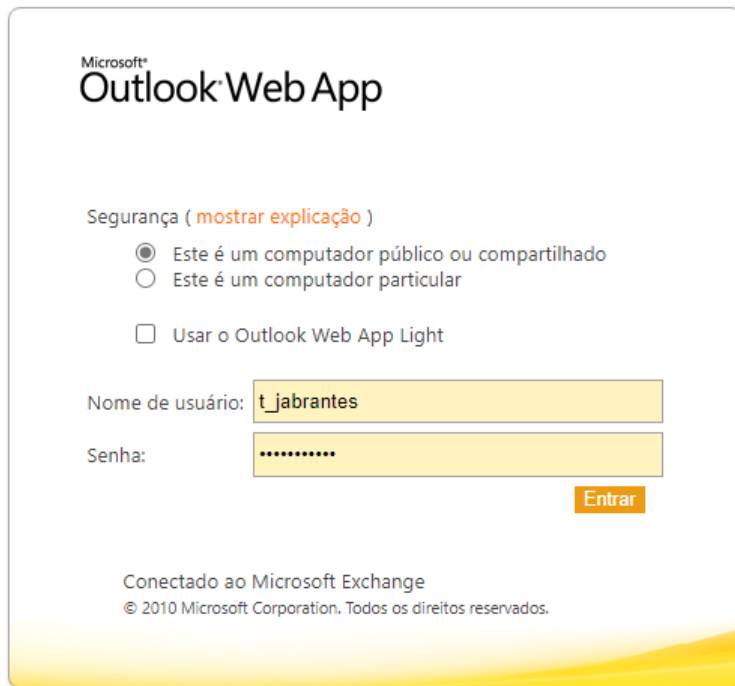 Microsoft®
Outlook® Web App
Segurança ( mostrar explicação )
Este é um computador público ou compartilhado
Este é um computador particular
Usar o Outlook Web App Light
Nome de usuário: t_jabrantes
Senha: •••••••••••
Entrar
Conectado ao Microsoft Exchange
© 2010 Microsoft Corporation. Todos os direitos reservados.